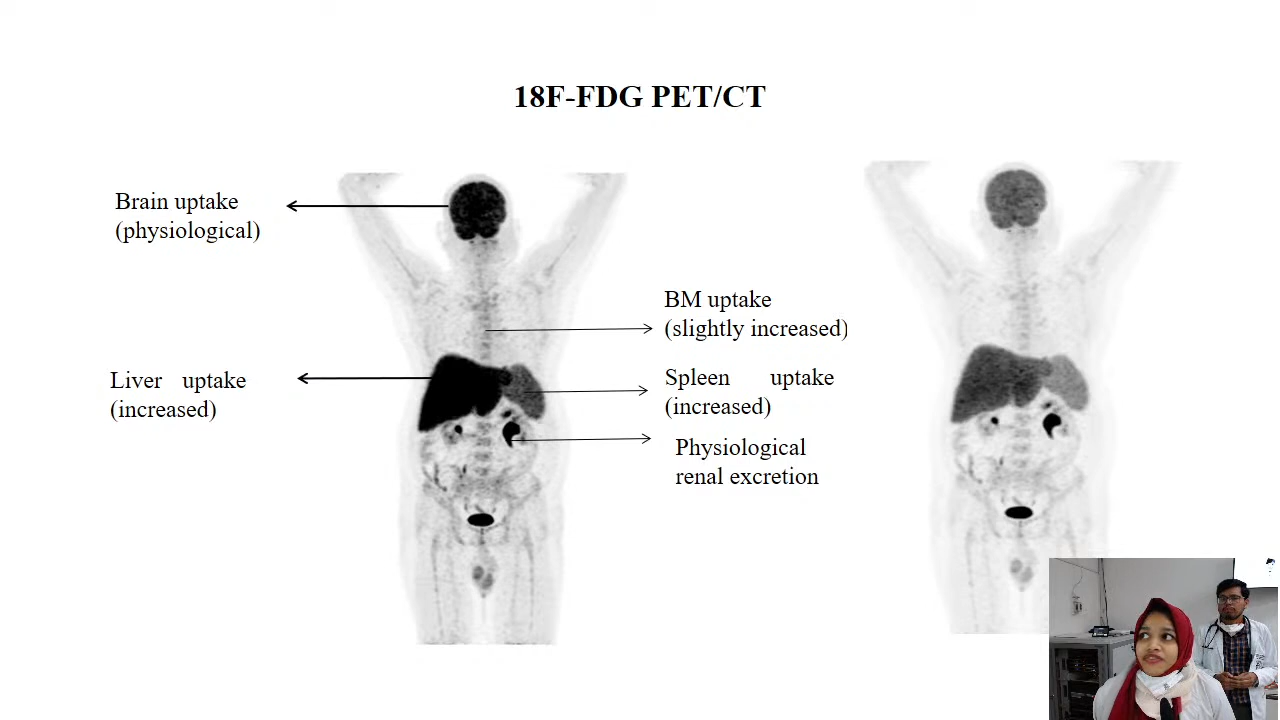 18F-FDG PET/CT
Brain uptake
(physiological)
BM uptake
(slightly increased)
Liver uptake
(increased)
Spleen uptake
(increased)
Physiological
renal excretion